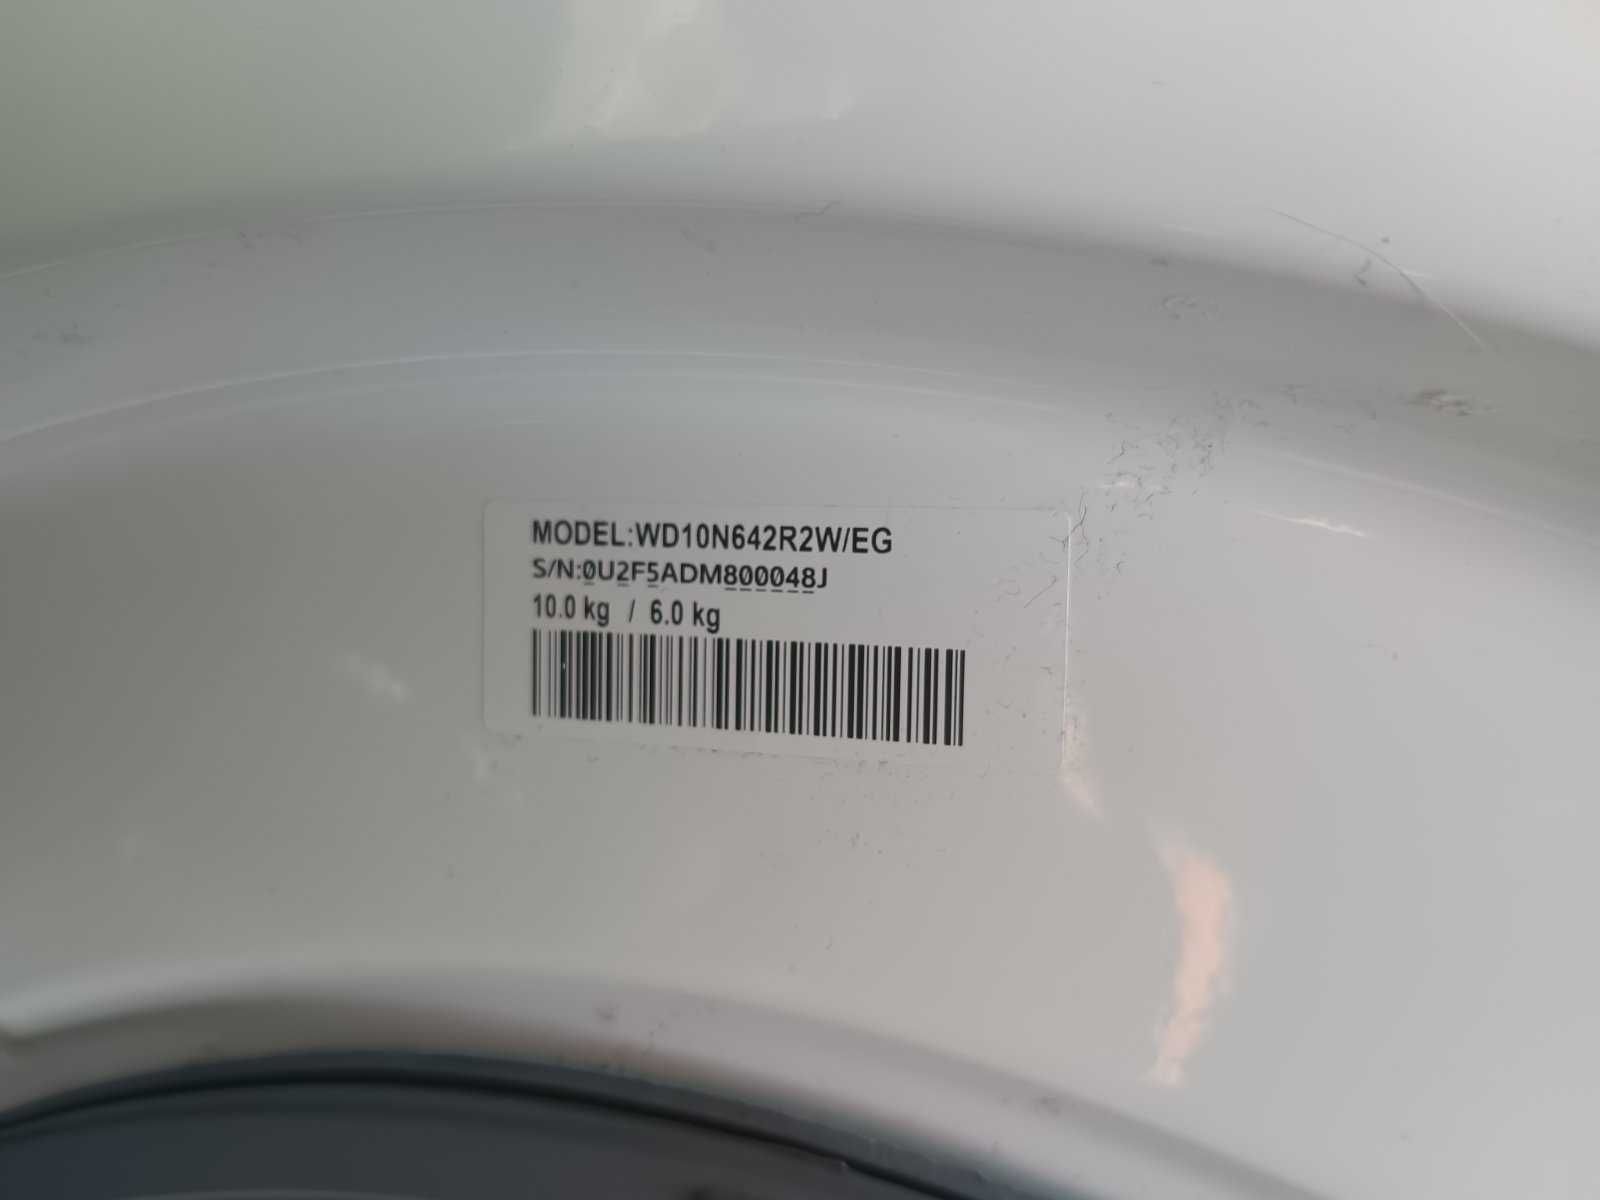 MODEL:WD10N642R2W/EG
S/N:0U2F5ADM800048J
10.0 kg / 6.0 kg